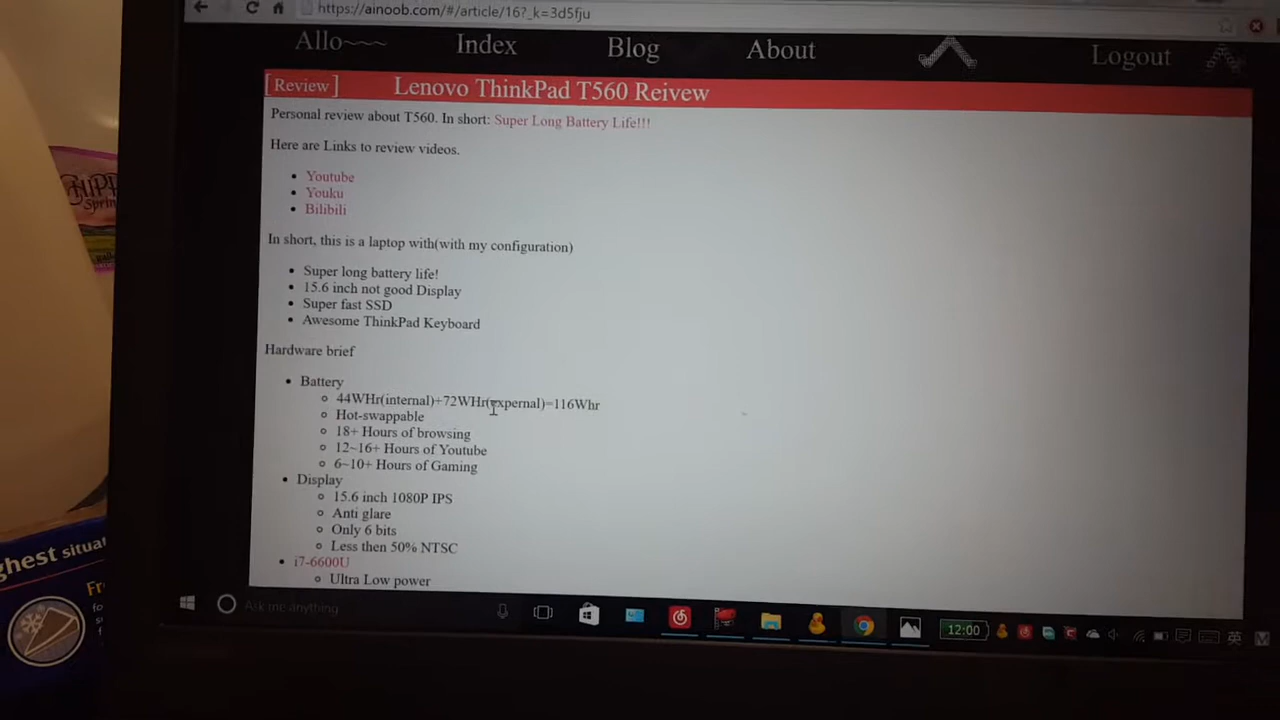 https://ainoob.com/#/article/16?_k=3d5fju
Allo~~~ Index Blog About Logout
[Review] Lenovo ThinkPad T560 Reivew
Personal review about T560. In short: Super Long Battery Life!!!
Here are Links to review videos.
Youtube
Youku
Bilibili
In short, this is a laptop with(with my configuration)
Super long battery life!
15.6 inch not good Display
Super fast SSD
Awesome ThinkPad Keyboard
Hardware brief
Battery
44WHr(internal)+72WHr(expernal)=116Whr
Hot-swappable
18+ Hours of browsing
12~16+ Hours of Youtube
6~10+ Hours of Gaming
Display
15.6 inch 1080P IPS
Anti glare
Only 6 bits
Less then 50% NTSC
i7-6600U
Ultra Low power
Ask me anything
12:00
英